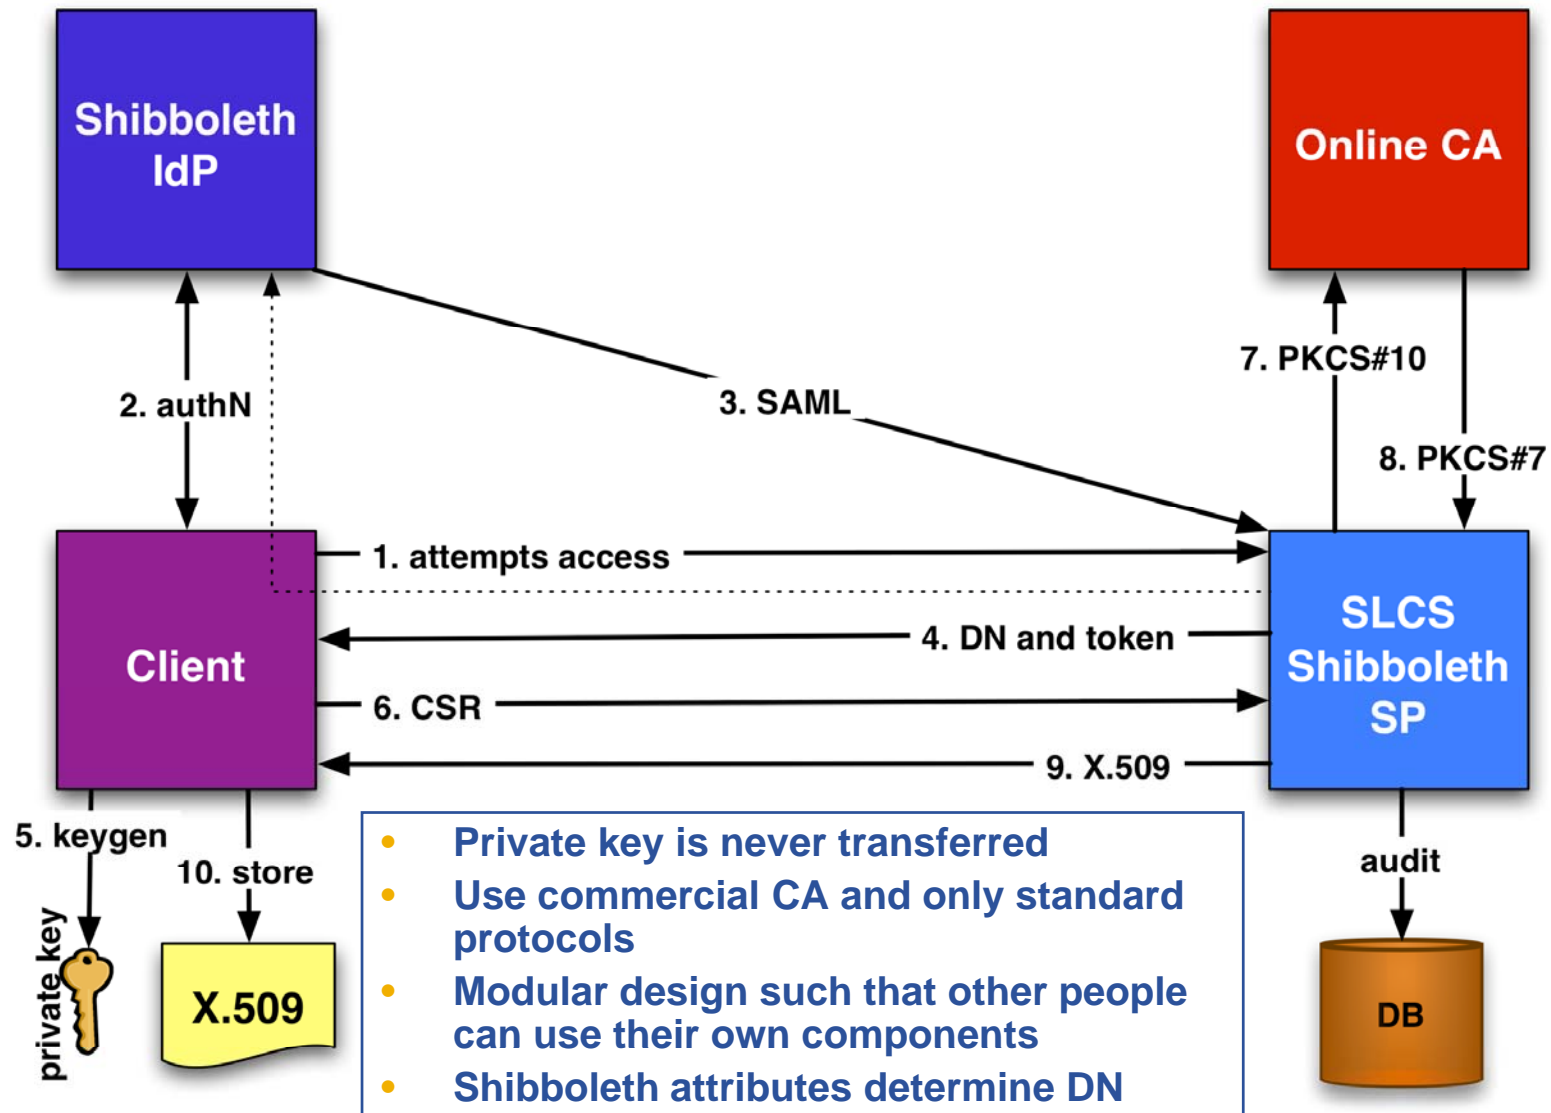 Shibboleth
IdP
Online CA
7. PKCS#10
2. authN
3. SAML
8. PKCS#7
1. attempts access
SLCS
Shibboleth
SP
4. DN and token
Client
6. CSR
9. X.509
5. keygen
10. store
audit
private key
X.509
DB
• Private key is never transferred
• Use commercial CA and only standard
protocols
• Modular design such that other people
can use their own components
• Shibboleth attributes determine DN